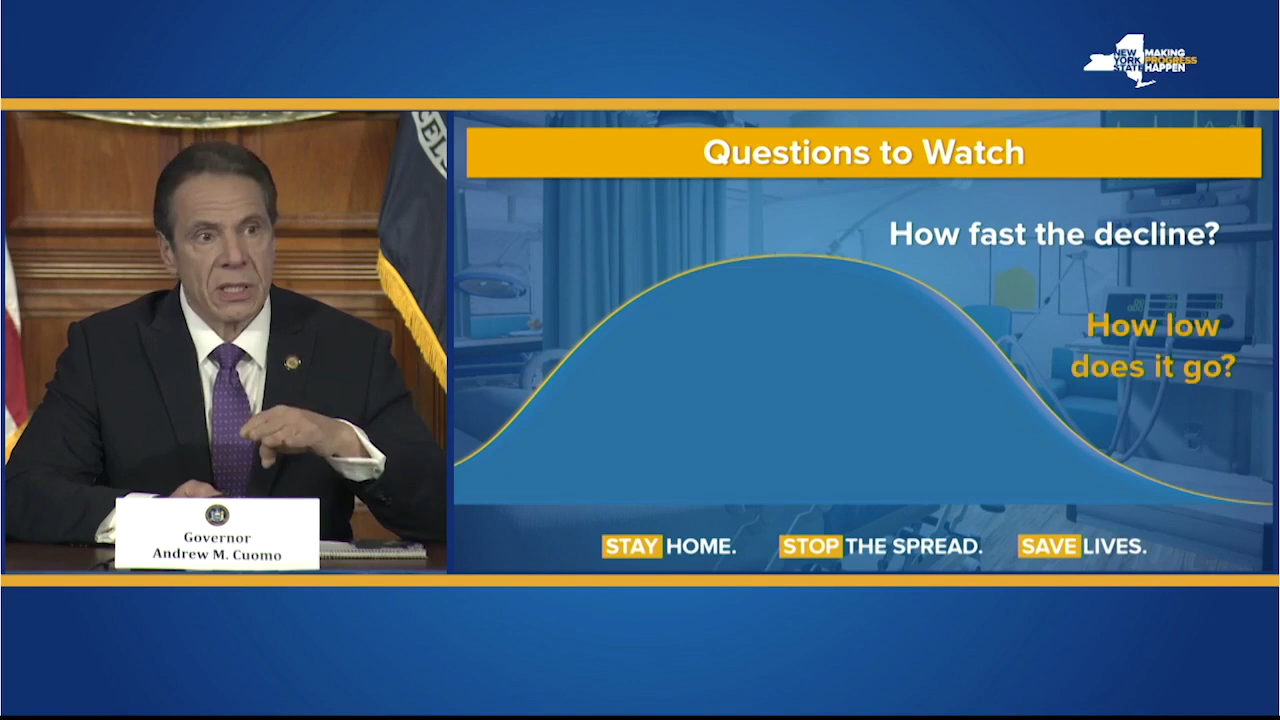 NEW
YORK
STATE
MAKING
PROGRESS
HAPPEN
Questions to Watch
How fast the decline?
How low
does it go?
Governor
Andrew M. Cuomo
STAY HOME. STOP THE SPREAD. SAVE LIVES.